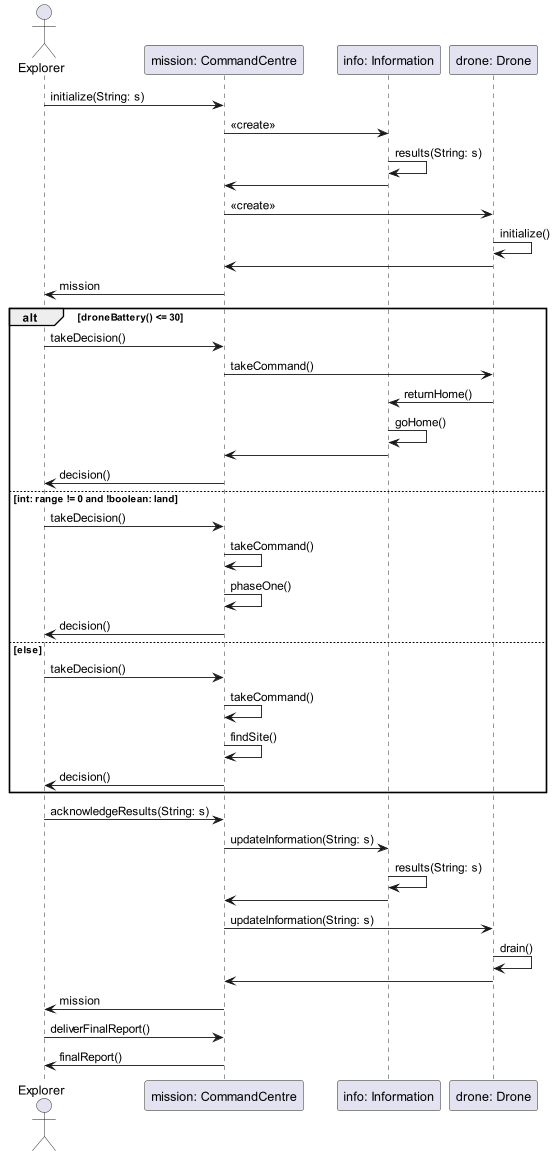 Explorer
mission: CommandCentre
info: Information
drone: Drone
initialize(String: s)
«create»
results(String: s)
«create»
initialize()
mission
alt
[droneBattery() <= 30]
takeDecision()
takeCommand()
returnHome()
goHome()
decision()
[int: range != 0 and !boolean: land]
takeDecision()
takeCommand()
phaseOne()
decision()
[else]
takeDecision()
takeCommand()
findSite()
decision()
acknowledgeResults(String: s)
updateInformation(String: s)
results(String: s)
updateInformation(String: s)
drain()
mission
deliverFinalReport()
finalReport()
Explorer
mission: CommandCentre
info: Information
drone: Drone